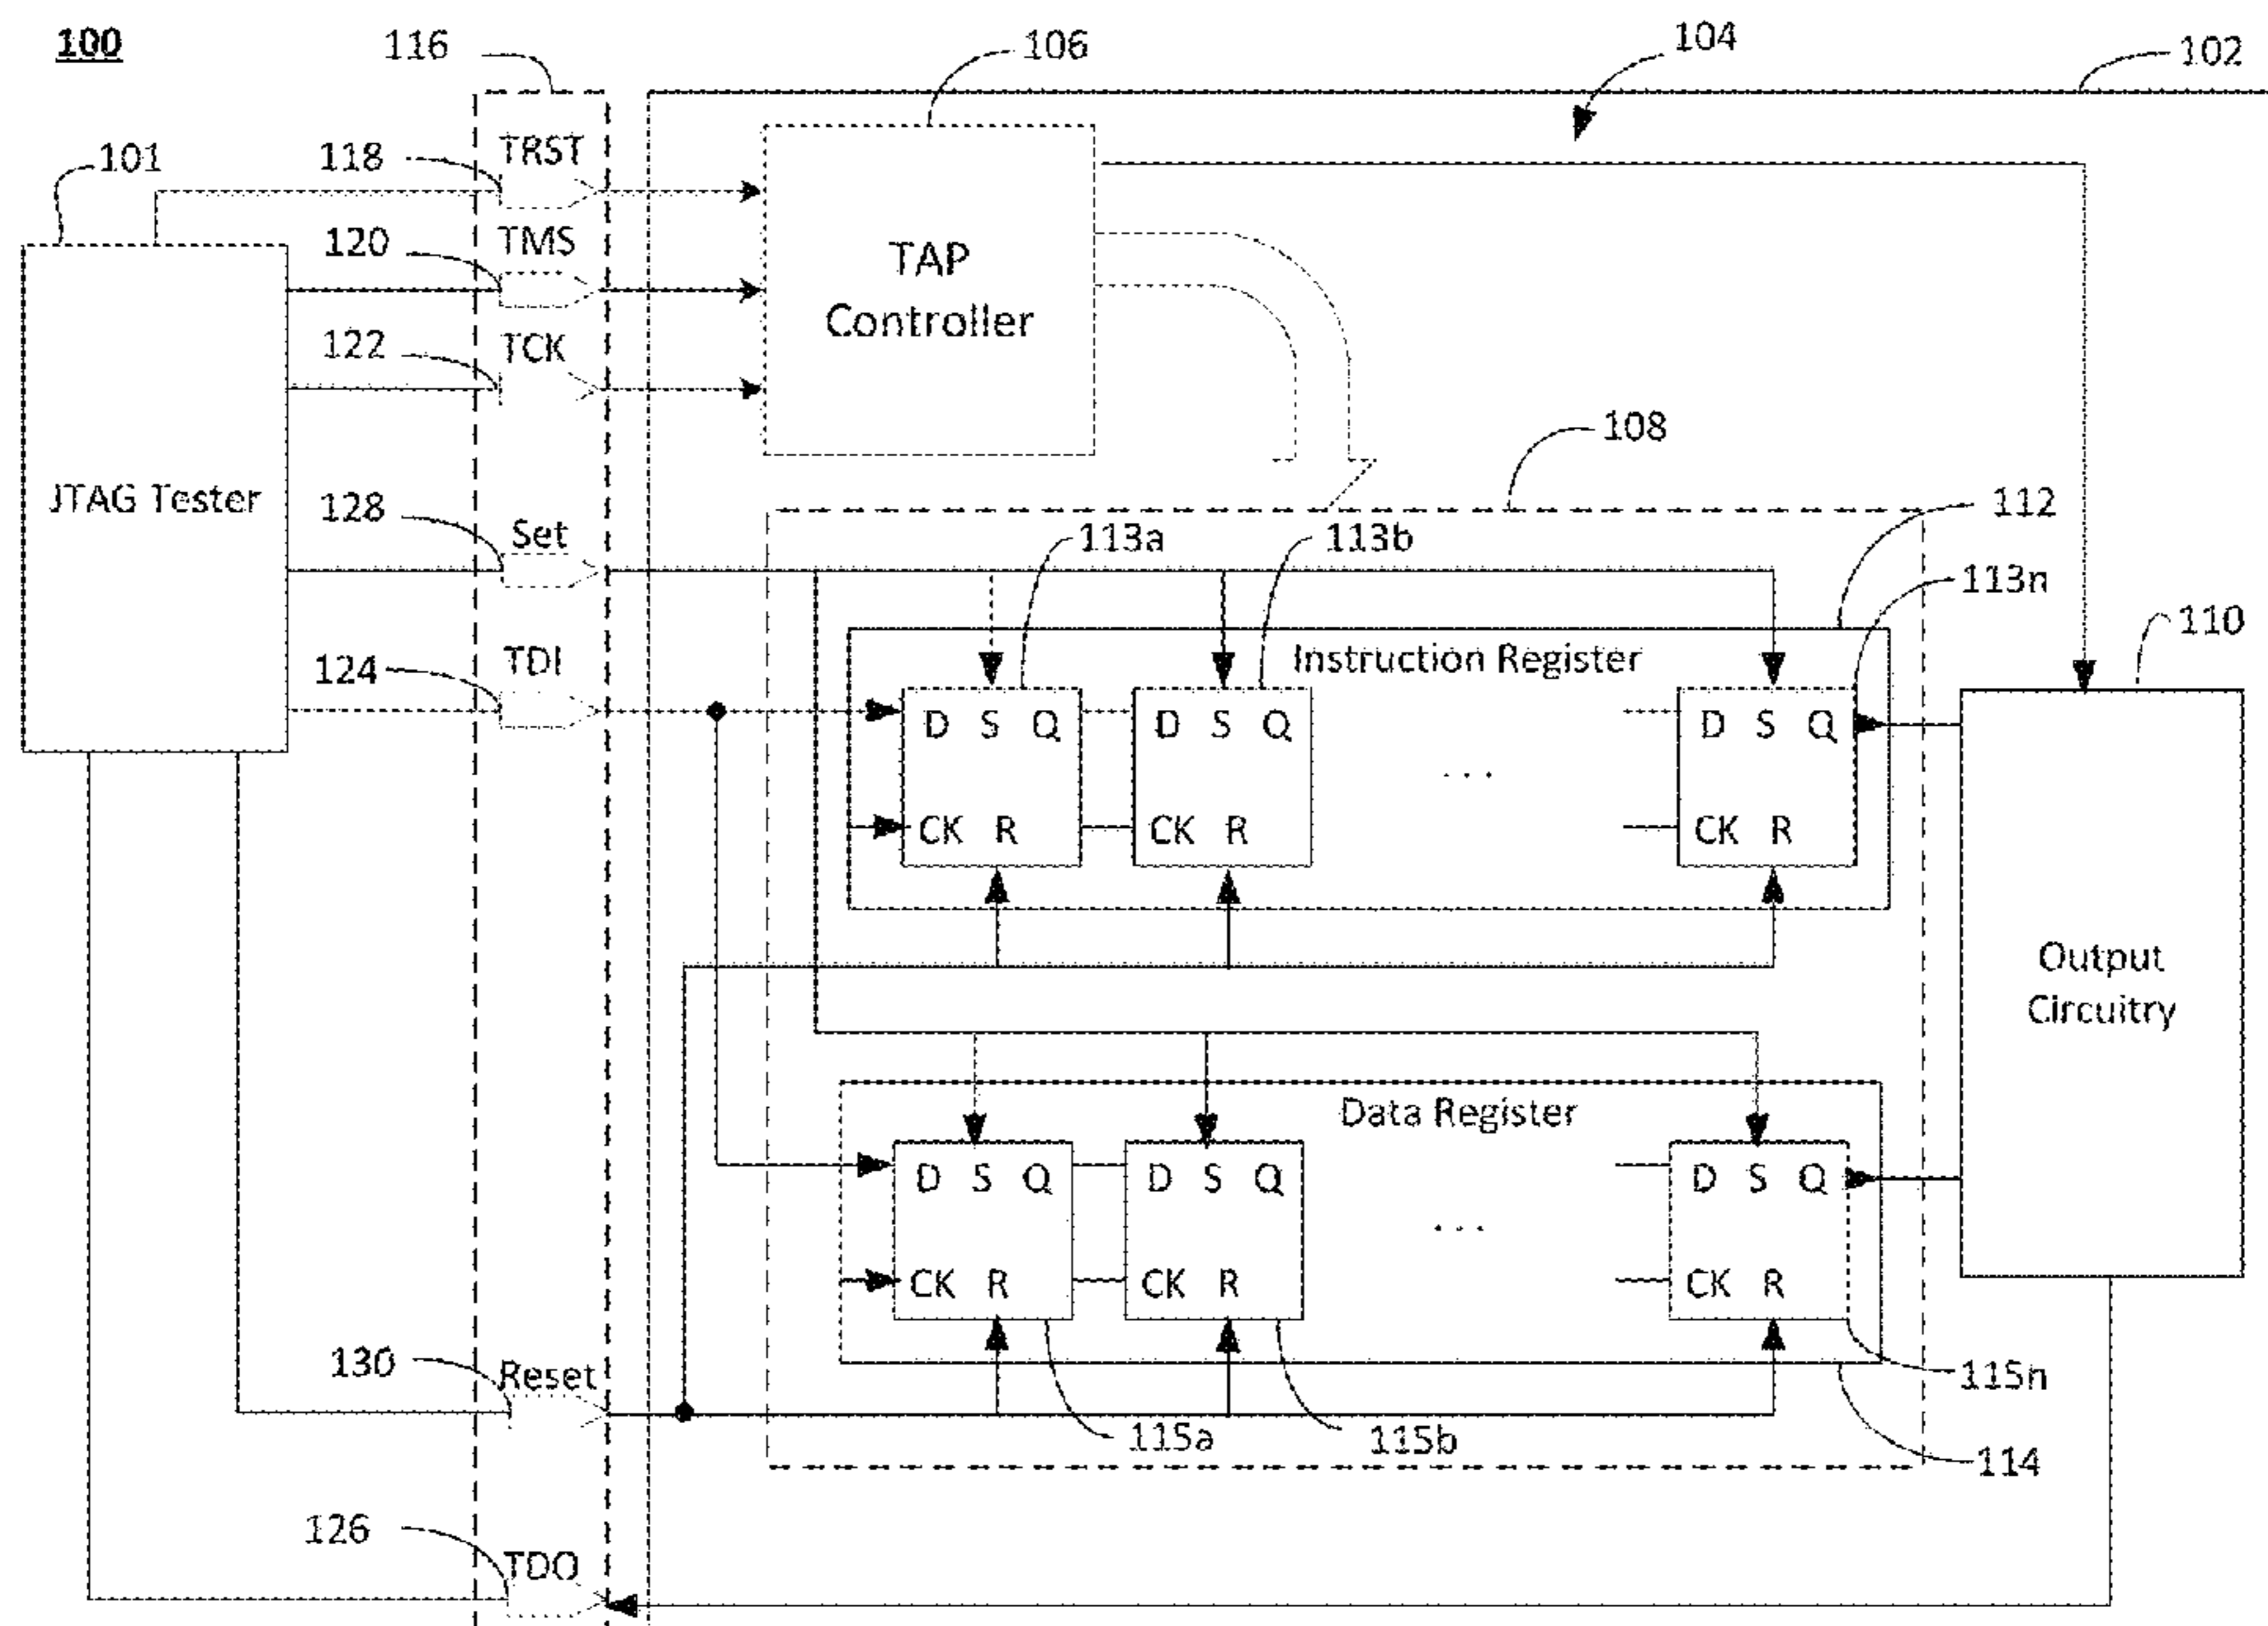 100
116
106
104
102
101
118
TRST
120
TMS
TAP
Controller
122
TCK
108
JTAG Tester
128
Set
113a
113b
112
113n
110
124
TDI
Instruction Register
D S Q
D S Q
D S Q
...
CK R
CK R
CK R
Output
Circuitry
Data Register
D S Q
D S Q
D S Q
...
CK R
CK R
CK R
130
Reset
115a
115b
115n
114
126
TDO